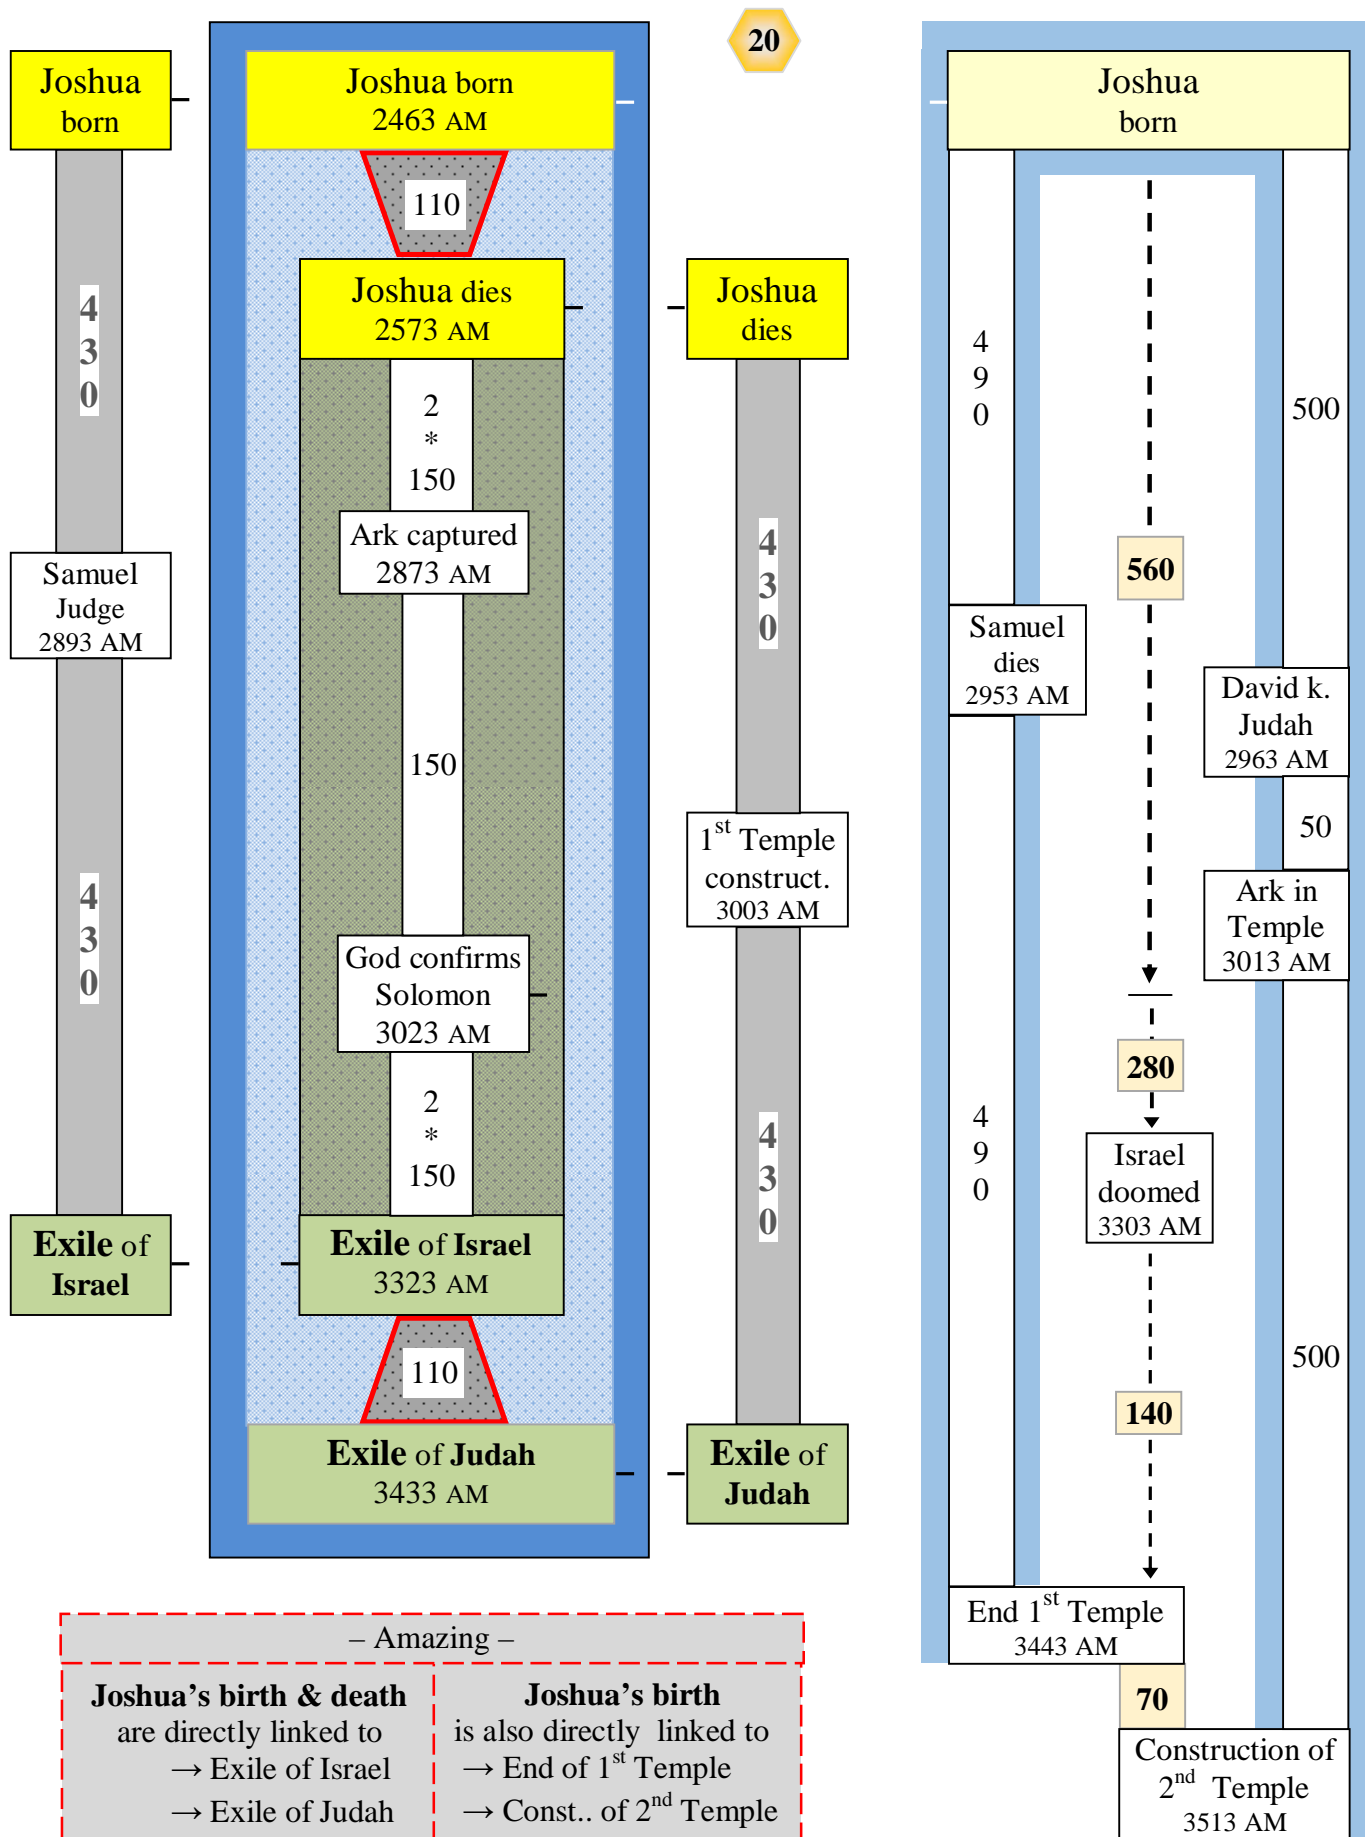 20
Joshua
born
4
3
0
Samuel
Judge
2893 AM
4
3
0
Exile of
Israel
Joshua born
2463 AM
110
Joshua dies
2573 AM
2
*
150
Ark captured
2873 AM
150
God confirms
Solomon
3023 AM
2
*
150
Exile of Israel
3323 AM
110
Exile of Judah
3433 AM
Joshua
dies
4
3
0
1st Temple
construct.
3003 AM
4
3
0
Exile of
Judah
Joshua
born
4
9
0
Samuel
dies
2953 AM
4
9
0
End 1st Temple
3443 AM
560
280
Israel
doomed
3303 AM
140
70
500
David k.
Judah
2963 AM
50
Ark in
Temple
3013 AM
500
Construction of
2nd Temple
3513 AM
– Amazing –
Joshua’s birth & death
are directly linked to
→ Exile of Israel
→ Exile of Judah
Joshua’s birth
is also directly linked to
→ End of 1st Temple
→ Const.. of 2nd Temple